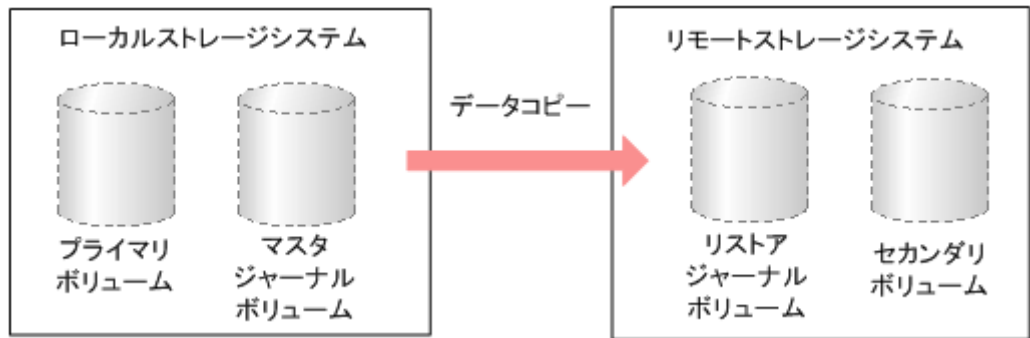 ローカルストレージシステム
プライマリ
ボリューム
マスタ
ジャーナル
ボリューム
データコピー
リモートストレージシステム
リストア
ジャーナル
ボリューム
セカンダリ
ボリューム